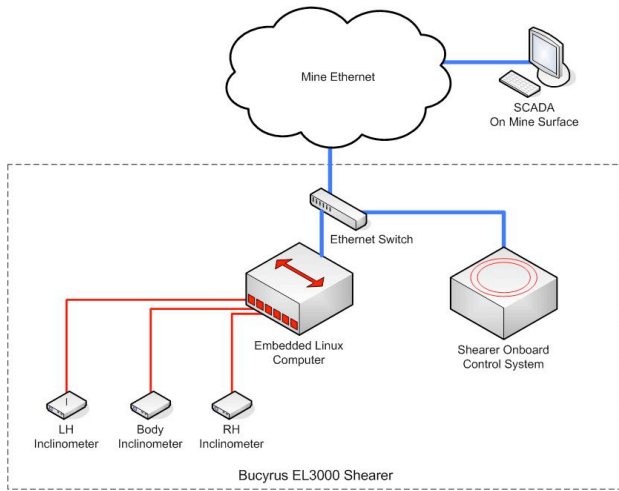 Mine Ethernet
SCADA
On Mine Surface
Ethernet Switch
Embedded Linux
Computer
Shearer Onboard
Control System
LH
Inclinometer
Body
Inclinometer
RH
Inclinometer
Bucyrus EL3000 Shearer